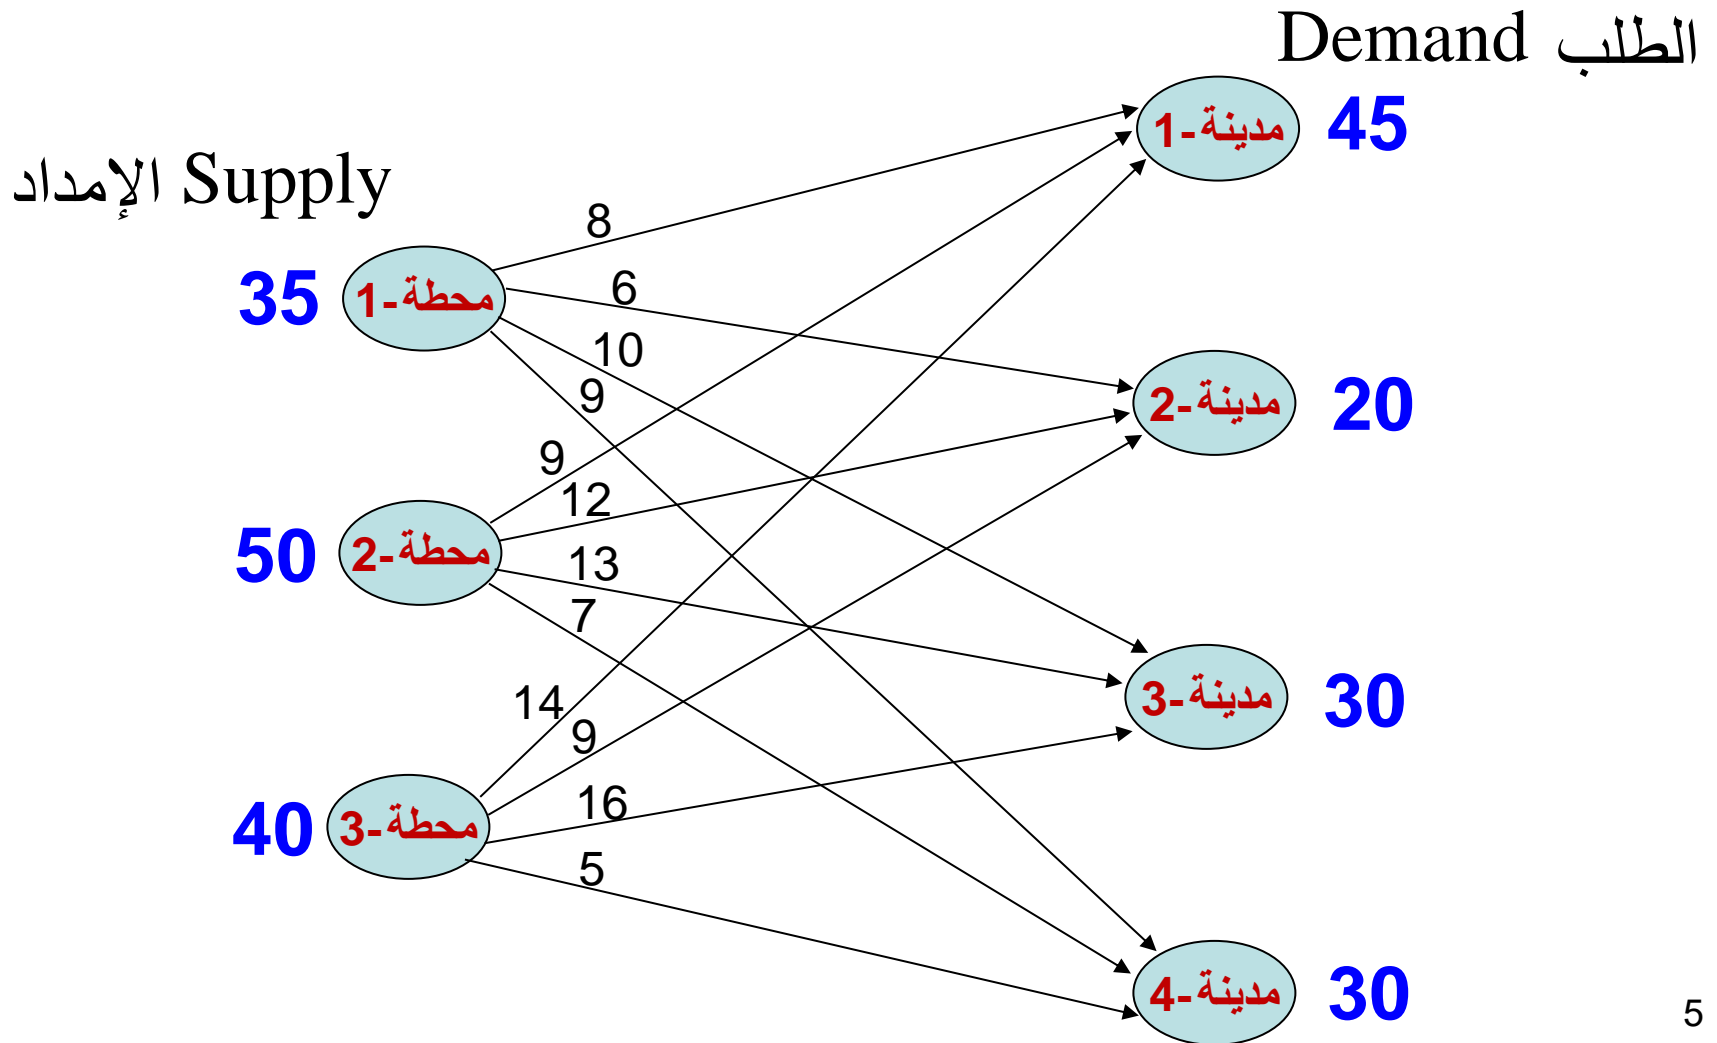 الطلب Demand
مدينة-1 45
الإمداد Supply
8
35 محطة-1
6
10
9
مدينة-2 20
9
12
50 محطة-2
13
7
مدينة-3 30
14
9
16
40 محطة-3
5
مدينة-4 30
5